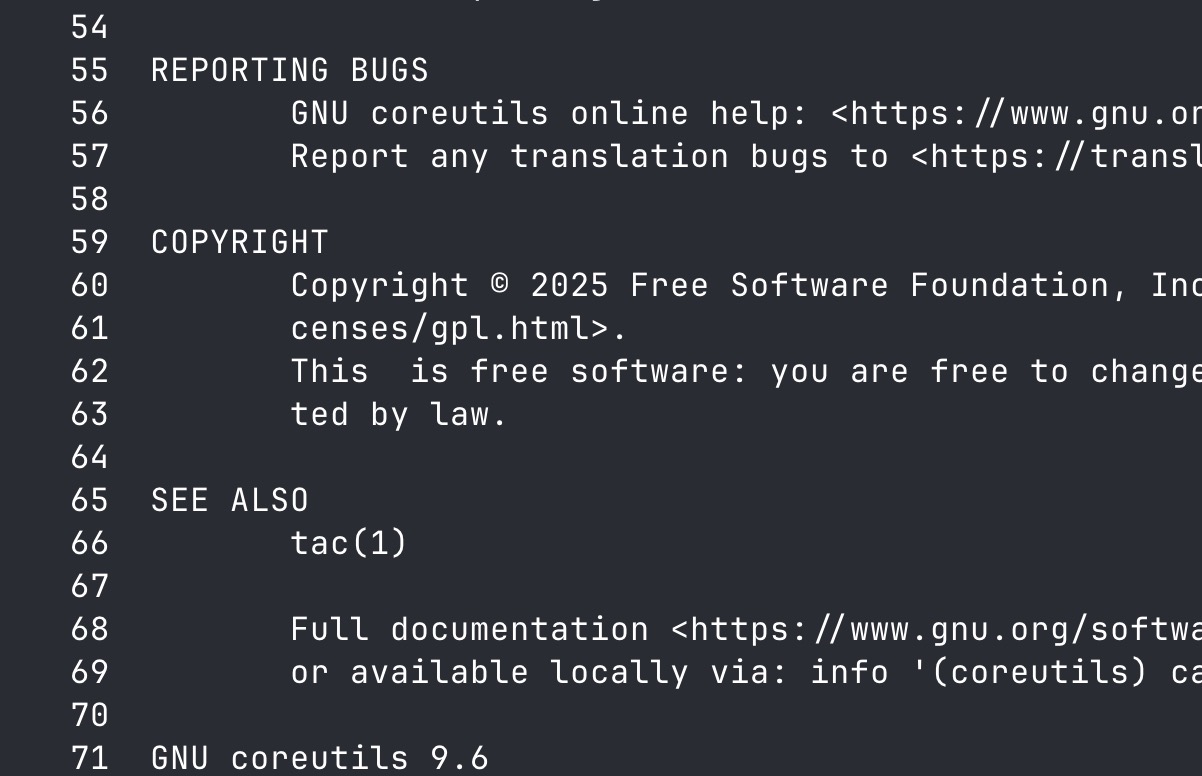 54
55 REPORTING BUGS
56 GNU coreutils online help: <https://www.gnu.or
57 Report any translation bugs to <https://transl
58
59 COPYRIGHT
60 Copyright © 2025 Free Software Foundation, Inc
61 censes/gpl.html>.
62 This  is free software: you are free to change
63 ted by law.
64
65 SEE ALSO
66 tac(1)
67
68 Full documentation <https://www.gnu.org/softwa
69 or available locally via: info '(coreutils) ca
70
71 GNU coreutils 9.6